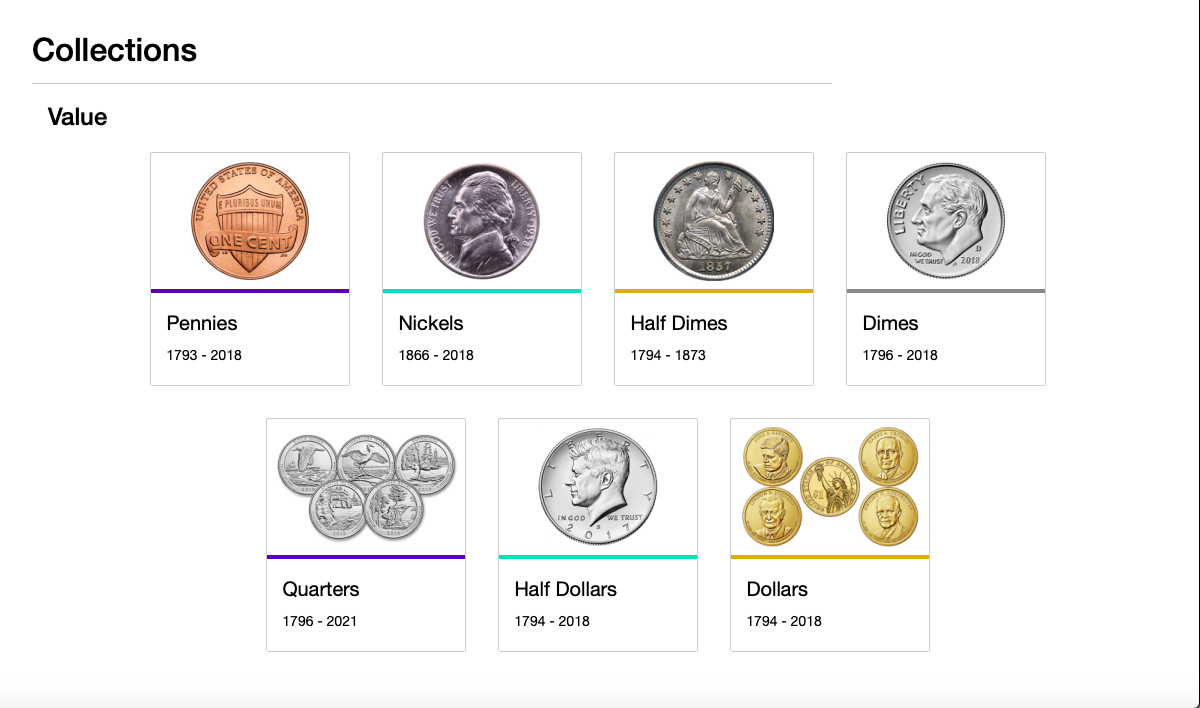 Collections
Value
UNITED STATES OF AMERICA
E PLURIBUS UNUM
ONE CENT
IN GOD WE TRUST
LIBERTY · 1938
1837
LIBERTY
IN GOD
WE TRUST
D
2018
Pennies
Nickels
Half Dimes
Dimes
1793 - 2018
1866 - 2018
1794 - 1873
1796 - 2018
LIBERTY
IN GOD WE TRUST
2017
$1
Quarters
Half Dollars
Dollars
1796 - 2021
1794 - 2018
1794 - 2018